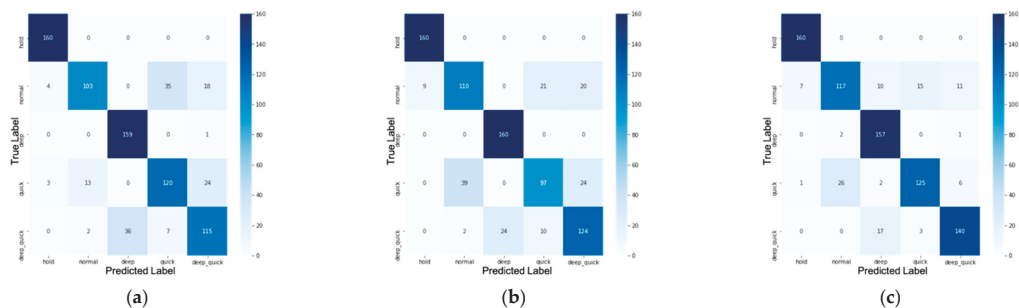 hold 160 0 0 0 0
normal 4 103 0 35 18
deep 0 0 159 0 1
quick 3 13 0 120 24
deep_quick 0 2 36 7 115
hold normal deep quick deep_quick
True Label
Predicted Label
160
140
120
100
80
60
40
20
0
(a)
hold 160 0 0 0 0
normal 9 110 0 21 20
deep 0 0 160 0 0
quick 0 39 0 97 24
deep_quick 0 2 24 10 124
hold normal deep quick deep_quick
True Label
Predicted Label
160
140
120
100
80
60
40
20
0
(b)
hold 160 0 0 0 0
normal 7 117 10 15 11
deep 0 2 157 0 1
quick 1 26 2 125 6
deep_quick 0 0 17 3 140
hold normal deep quick deep_quick
True Label
Predicted Label
160
140
120
100
80
60
40
20
0
(c)